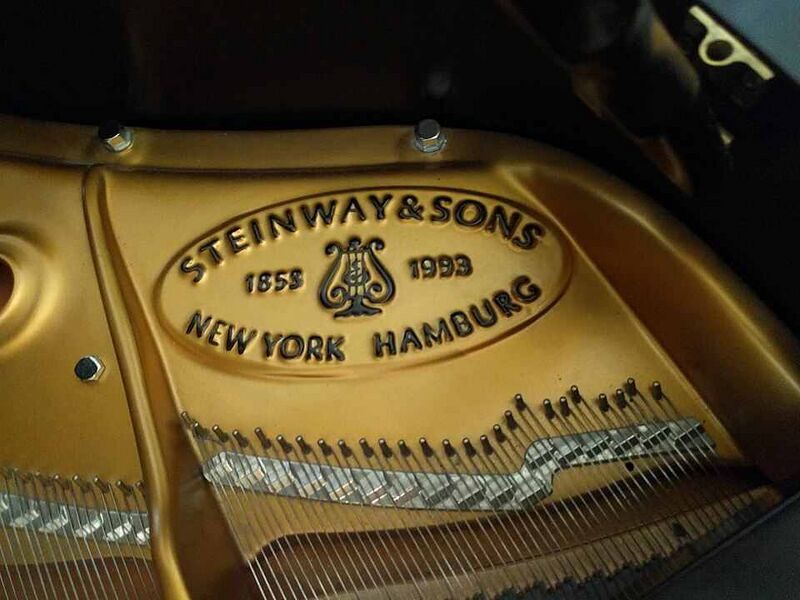 STEINWAY & SONS
1853 1993
NEW YORK HAMBURG